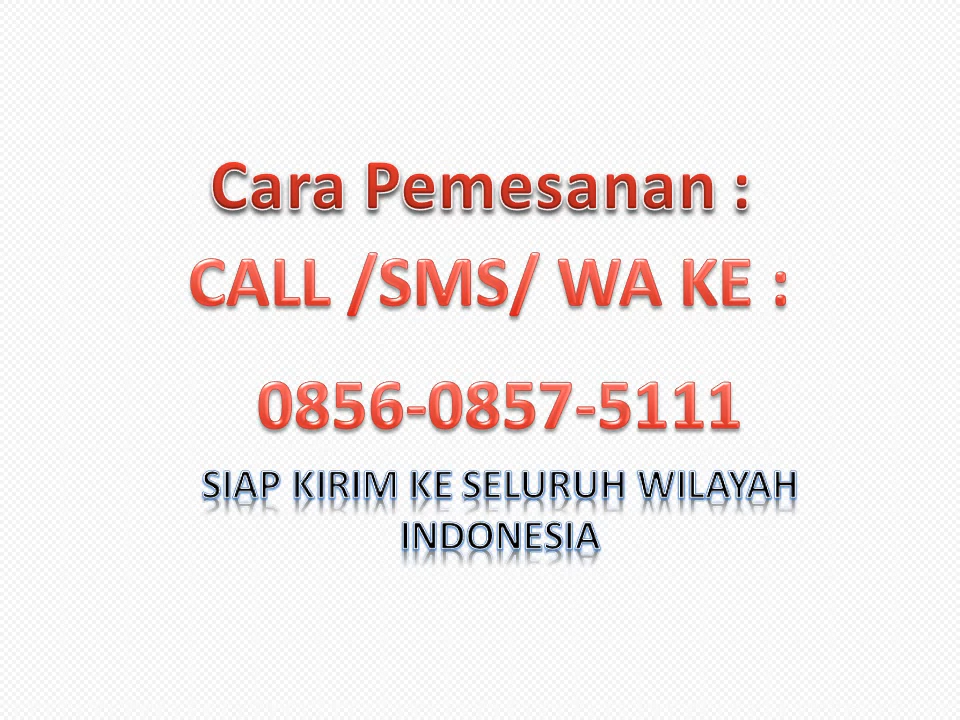 Cara Pemesanan :
CALL /SMS/ WA KE :
0856-0857-5111
SIAP KIRIM KE SELURUH WILAYAH
INDONESIA